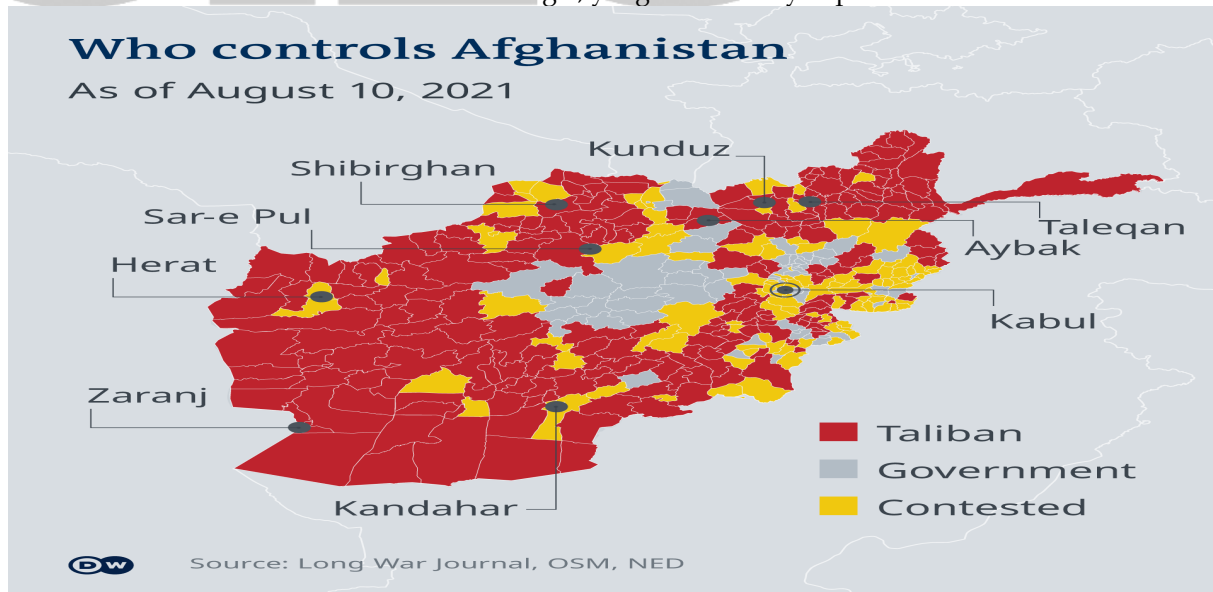 Who controls Afghanistan
As of August 10, 2021
Kunduz
Shibirghan
Sar-e Pul
Taleqan
Aybak
Herat
Kabul
Zaranj
Taliban
Government
Kandahar
Contested
DW
Source: Long War Journal, OSM, NED